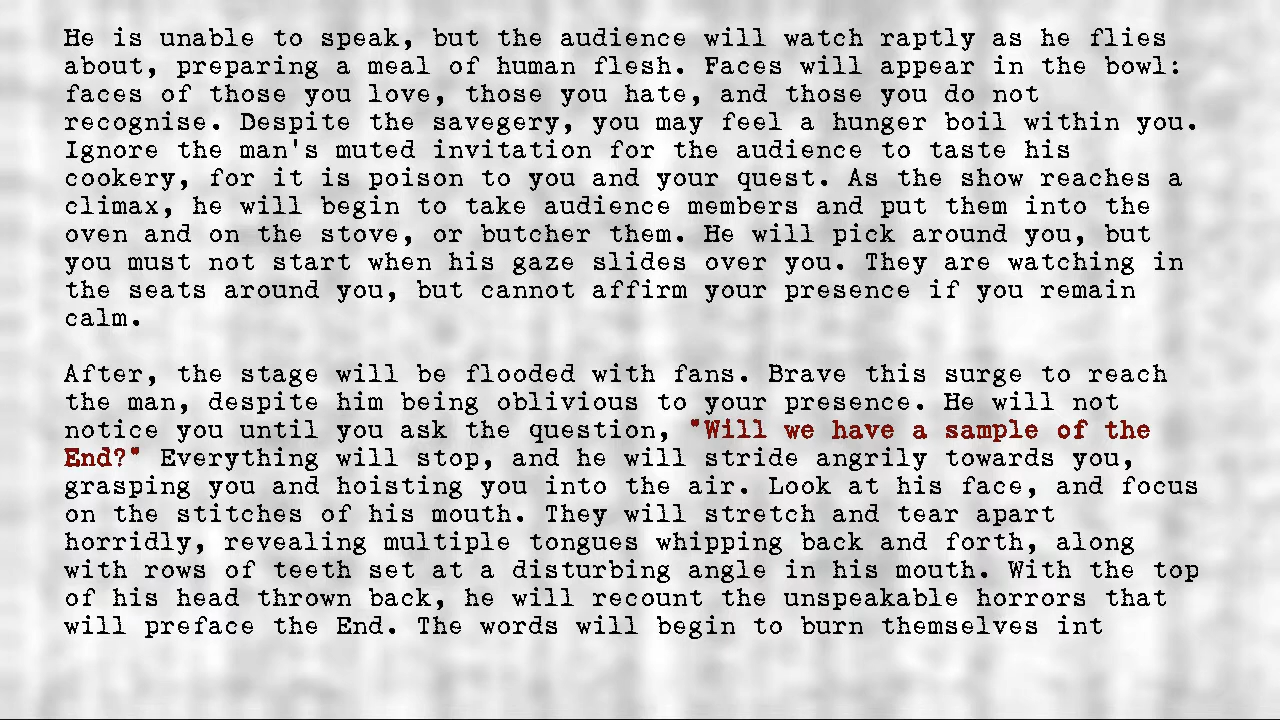 He is unable to speak, but the audience will watch raptly as he flies
about, preparing a meal of human flesh. Faces will appear in the bowl:
faces of those you love, those you hate, and those you do not
recognise. Despite the savegery, you may feel a hunger boil within you.
Ignore the man's muted invitation for the audience to taste his
cookery, for it is poison to you and your quest. As the show reaches a
climax, he will begin to take audience members and put them into the
oven and on the stove, or butcher them. He will pick around you, but
you must not start when his gaze slides over you. They are watching in
the seats around you, but cannot affirm your presence if you remain
calm.

After, the stage will be flooded with fans. Brave this surge to reach
the man, despite him being oblivious to your presence. He will not
notice you until you ask the question, "Will we have a sample of the
End?" Everything will stop, and he will stride angrily towards you,
grasping you and hoisting you into the air. Look at his face, and focus
on the stitches of his mouth. They will stretch and tear apart
horridly, revealing multiple tongues whipping back and forth, along
with rows of teeth set at a disturbing angle in his mouth. With the top
of his head thrown back, he will recount the unspeakable horrors that
will preface the End. The words will begin to burn themselves int